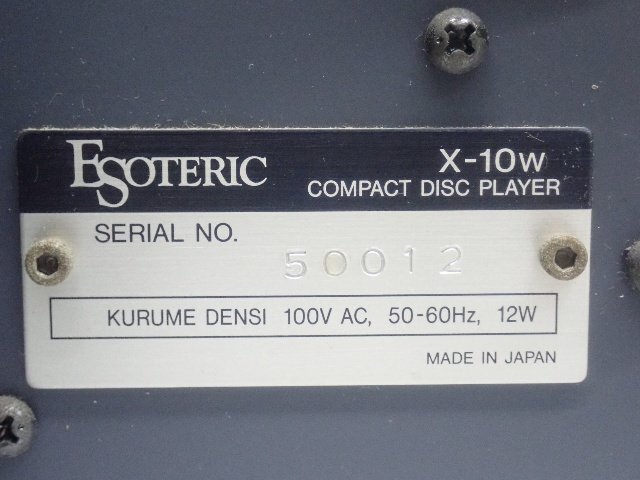 ESOTERIC
X-10w
COMPACT DISC PLAYER
SERIAL NO.
50012
KURUME DENSI 100V AC, 50-60Hz, 12W
MADE IN JAPAN